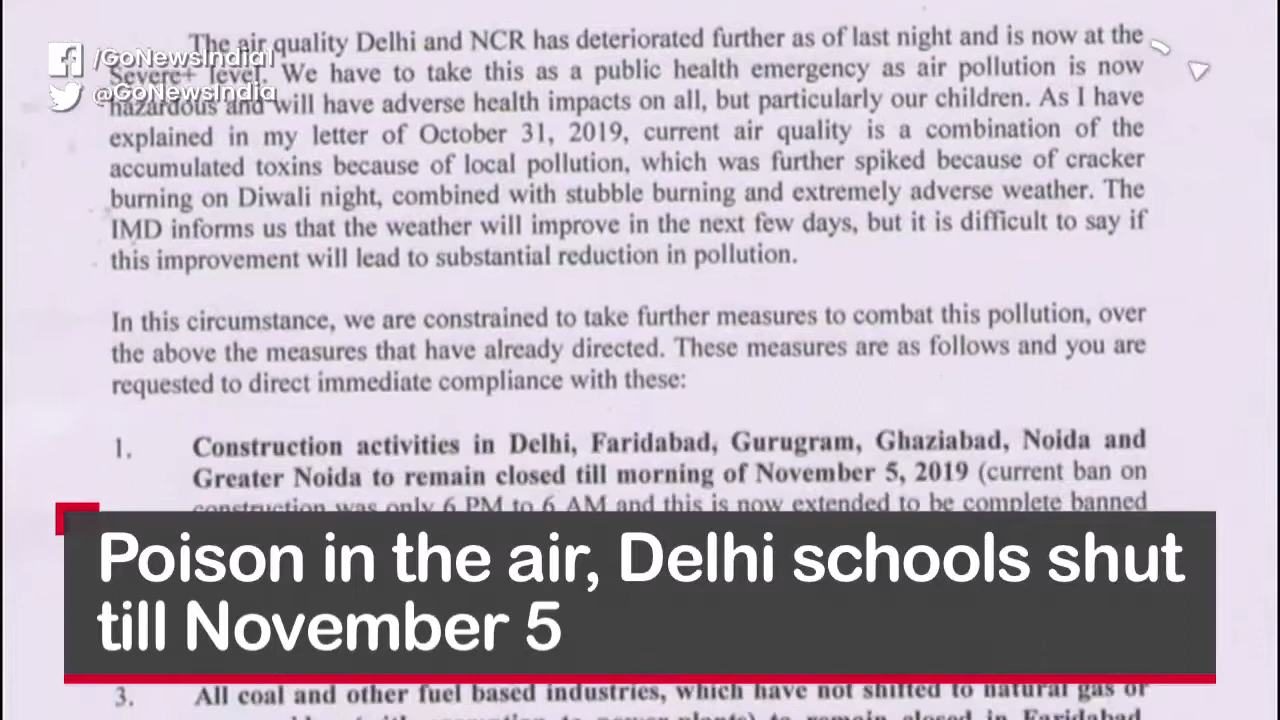 The air quality Delhi and NCR has deteriorated further as of last night and is now at the
/GoNewsIndia
Severe+ level. We have to take this as a public health emergency as air pollution is now
@GoNewsIndia
hazardous and will have adverse health impacts on all, but particularly our children. As I have
explained in my letter of October 31, 2019, current air quality is a combination of the
accumulated toxins because of local pollution, which was further spiked because of cracker
burning on Diwali night, combined with stubble burning and extremely adverse weather. The
IMD informs us that the weather will improve in the next few days, but it is difficult to say if
this improvement will lead to substantial reduction in pollution.
In this circumstance, we are constrained to take further measures to combat this pollution, over
the above the measures that have already directed. These measures are as follows and you are
requested to direct immediate compliance with these:
1. Construction activities in Delhi, Faridabad, Gurugram, Ghaziabad, Noida and
Greater Noida to remain closed till morning of November 5, 2019 (current ban on
construction was only 6 PM to 6 AM and this is now extended to be complete banned
Poison in the air, Delhi schools shut
till November 5
3. All coal and other fuel based industries, which have not shifted to natural gas or
to remain closed in Faridabad,